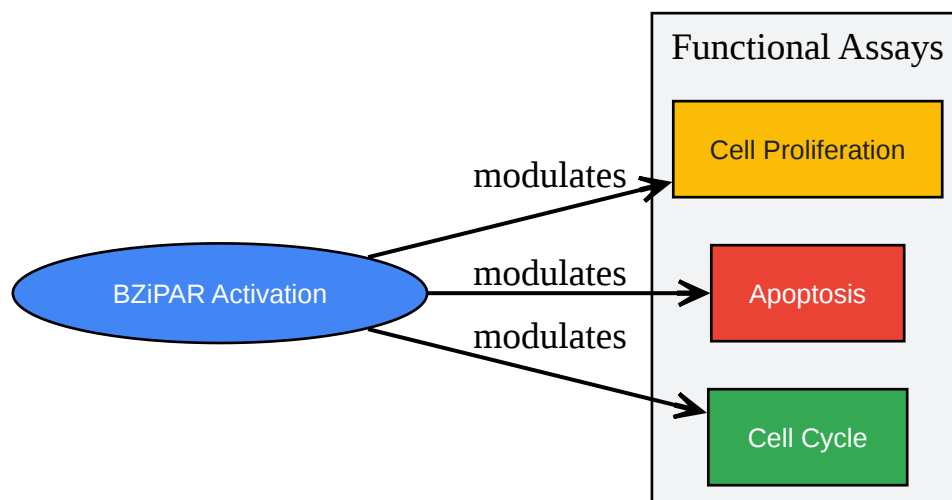 Functional Assays
Cell Proliferation
modulates
BZiPAR Activation
modulates
Apoptosis
modulates
Cell Cycle